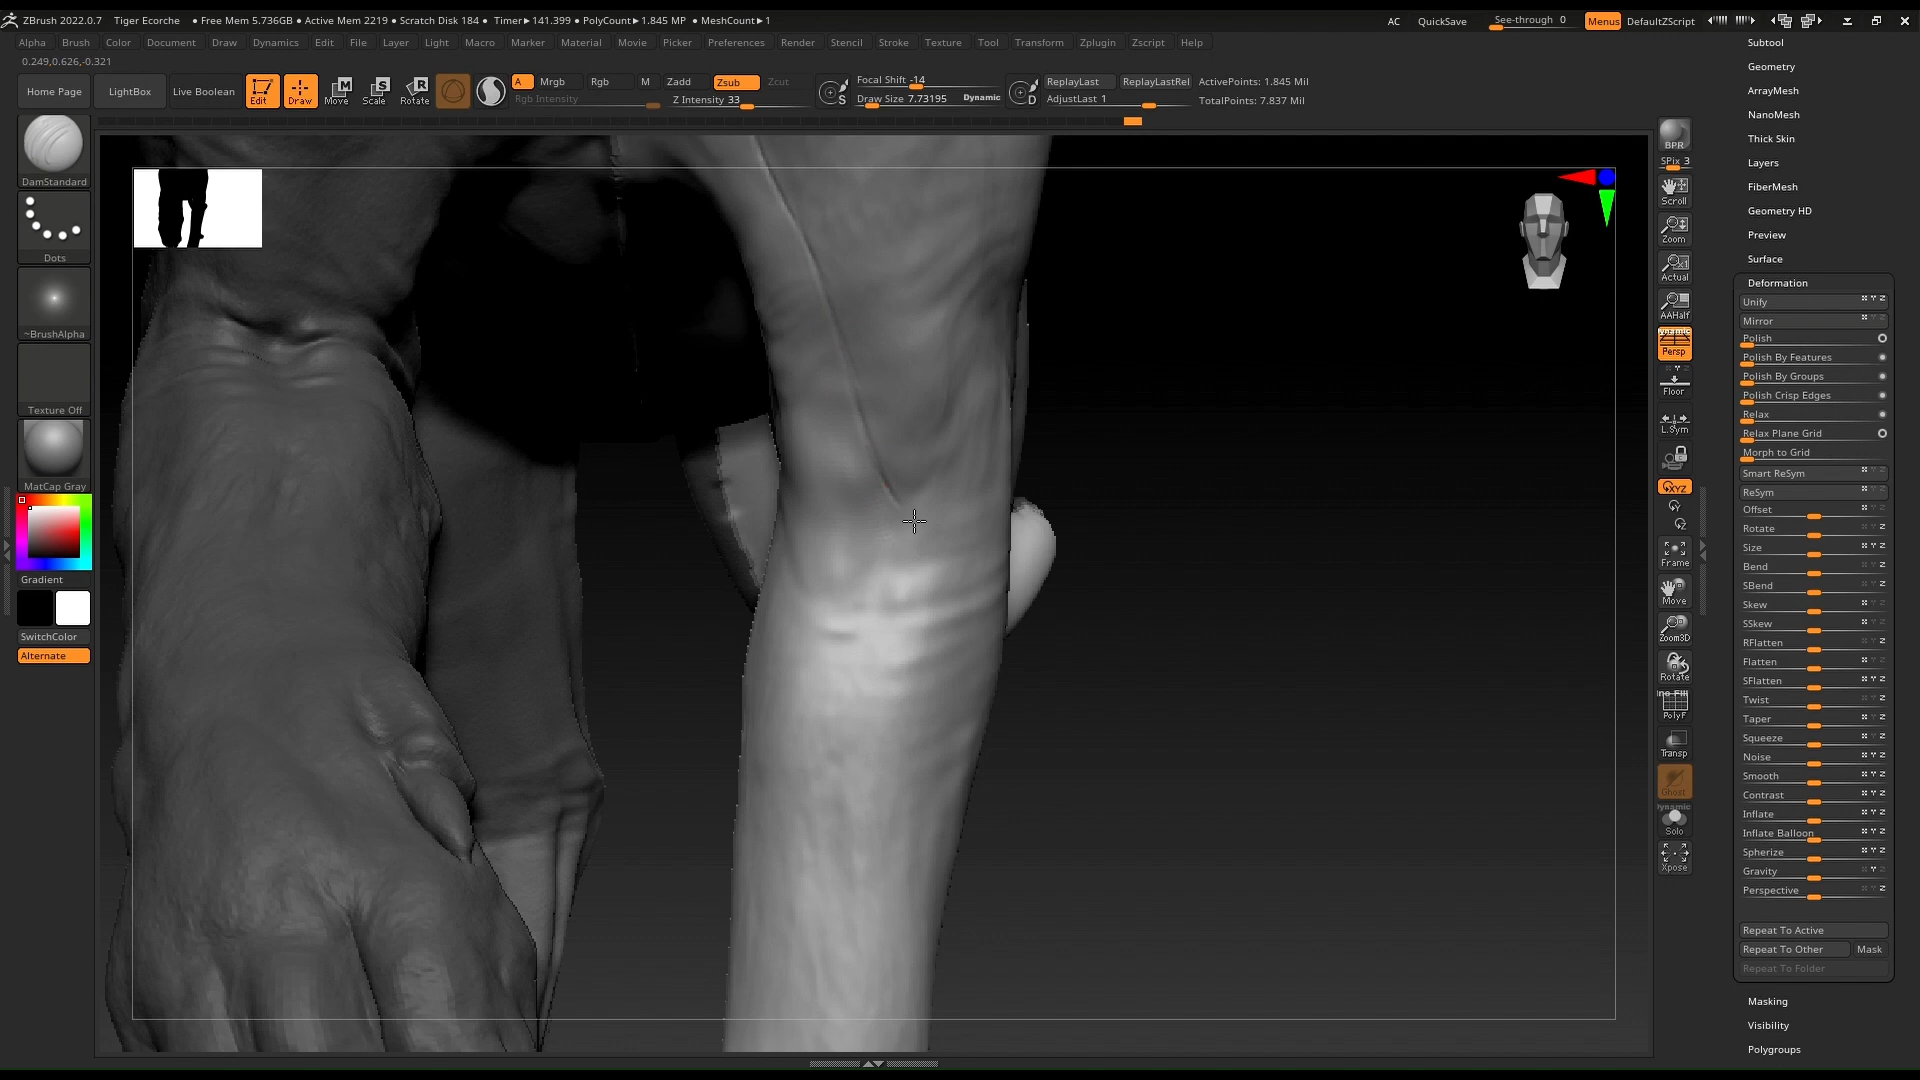 ZBrush 2022.0.7 Tiger Ecorche • Free Mem 5.736GB • Active Mem 2219 • Scratch Disk 184 • Timer▶141.399 • PolyCount▶1.845 MP • MeshCount▶1 AC QuickSave See-through 0 Menus DefaultZScript
Alpha Brush Color Document Draw Dynamics Edit File Layer Light Macro Marker Material Movie Picker Preferences Render Stencil Stroke Texture Tool Transform Zplugin Zscript Help
0.249,0.626,-0.321
Home Page LightBox Live Boolean Edit Draw Move Scale Rotate
A Mrgb Rgb M Zadd Zsub Zcut
Rgb Intensity Z Intensity 33
S Focal Shift -14
Draw Size 7.73195 Dynamic
D ReplayLast ReplayLastRel ActivePoints: 1.845 Mil
AdjustLast 1 TotalPoints: 7.837 Mil
DamStandard
Dots
~BrushAlpha
Texture Off
MatCap Gray
Gradient
SwitchColor
Alternate
BPR
SPix 3
Scroll
Zoom
Actual
AAHalf
Persp
Floor
L.Sym
XYZ
Y
Z
Frame
Move
Zoom3D
Rotate
PolyF
Transp
Ghost
Dynamic
Solo
Xpose
Subtool
Geometry
ArrayMesh
NanoMesh
Thick Skin
Layers
FiberMesh
Geometry HD
Preview
Surface
Deformation
Unify
Mirror
Polish
Polish By Features
Polish By Groups
Polish Crisp Edges
Relax
Relax Plane Grid
Morph to Grid
Smart ReSym
ReSym
Offset
Rotate
Size
Bend
SBend
Skew
SSkew
RFlatten
Flatten
SFlatten
Twist
Taper
Squeeze
Noise
Smooth
Contrast
Inflate
Inflate Balloon
Spherize
Gravity
Perspective
Repeat To Active
Repeat To Other Mask
Repeat To Folder
Masking
Visibility
Polygroups